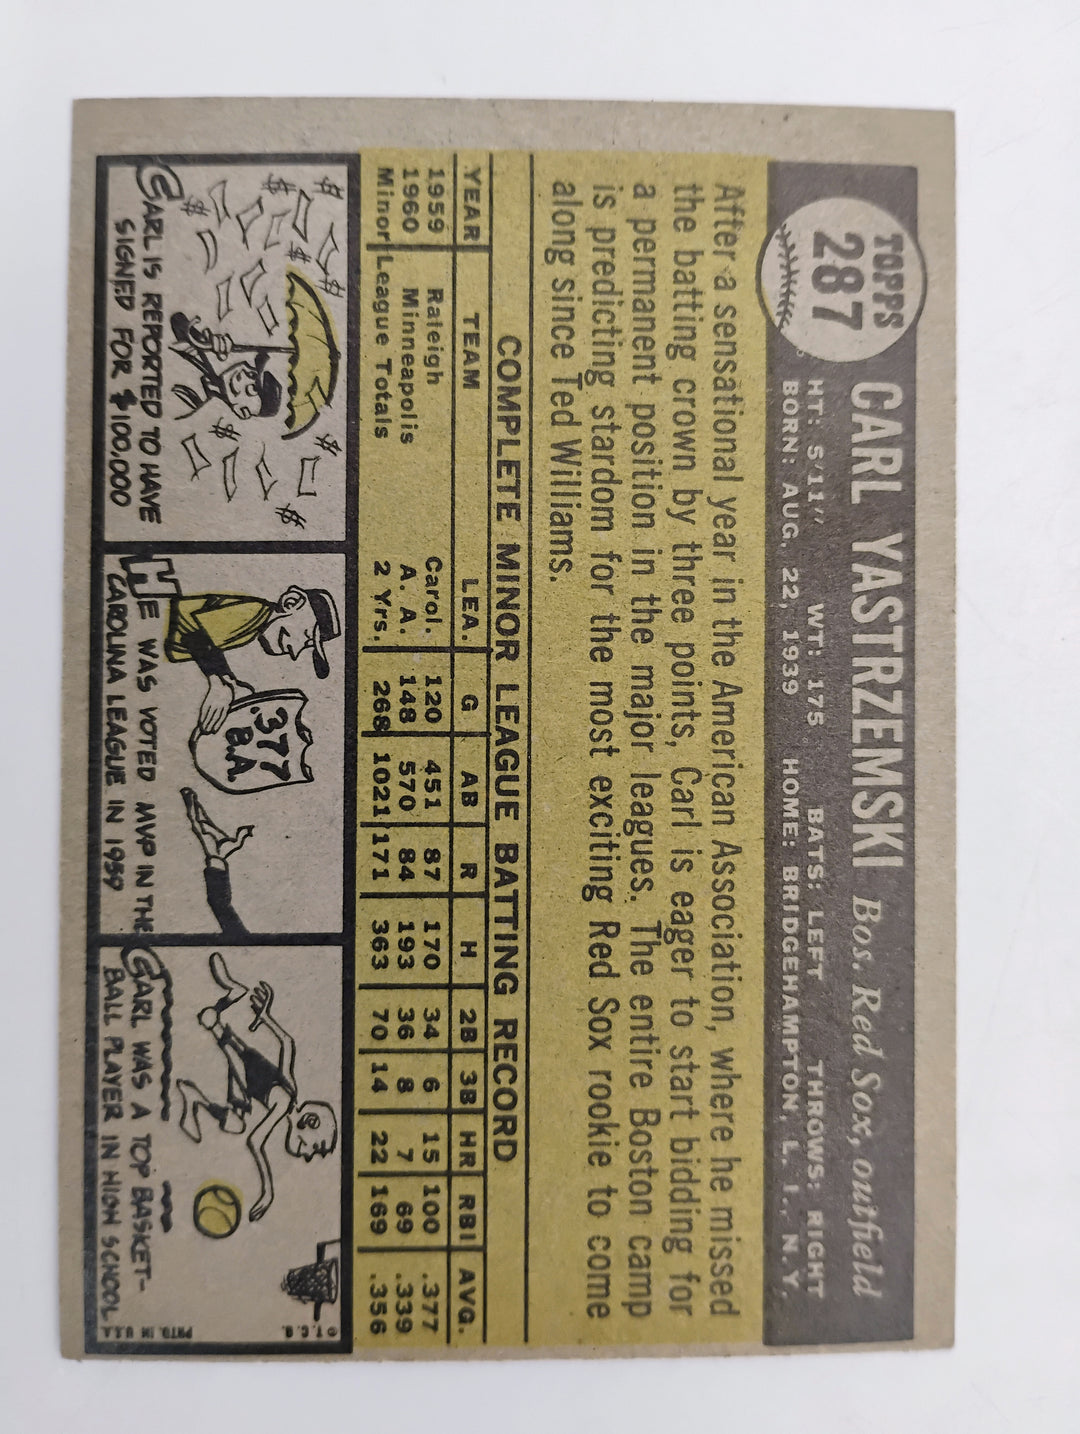 TOPPS
287
CARL YASTRZEMSKI Bos. Red Sox, outfield
HT: 5'11" WT: 175 BATS: LEFT THROWS: RIGHT
BORN: AUG. 22, 1939 HOME: BRIDGEHAMPTON, L. I., N.Y.
After a sensational year in the American Association, where he missed
the batting crown by three points, Carl is eager to start bidding for
a permanent position in the major leagues. The entire Boston camp
is predicting stardom for the most exciting Red Sox rookie to come
along since Ted Williams.
COMPLETE MINOR LEAGUE BATTING RECORD
YEAR TEAM LEA. G AB R H 2B 3B HR RBI AVG.
1959 Raleigh Carol. 120 451 87 170 34 6 15 100 .377
1960 Minneapolis A. A. 148 570 84 193 36 8 7 69 .339
Minor League Totals 2 Yrs. 268 1021 171 363 70 14 22 169 .356
CARL IS REPORTED TO HAVE
SIGNED FOR $100,000
.377
B.A.
HE WAS VOTED MVP IN THE
CAROLINA LEAGUE IN 1959
CARL WAS A TOP BASKET-
BALL PLAYER IN HIGH SCHOOL
© T.C.G.
PRTD. IN U.S.A.